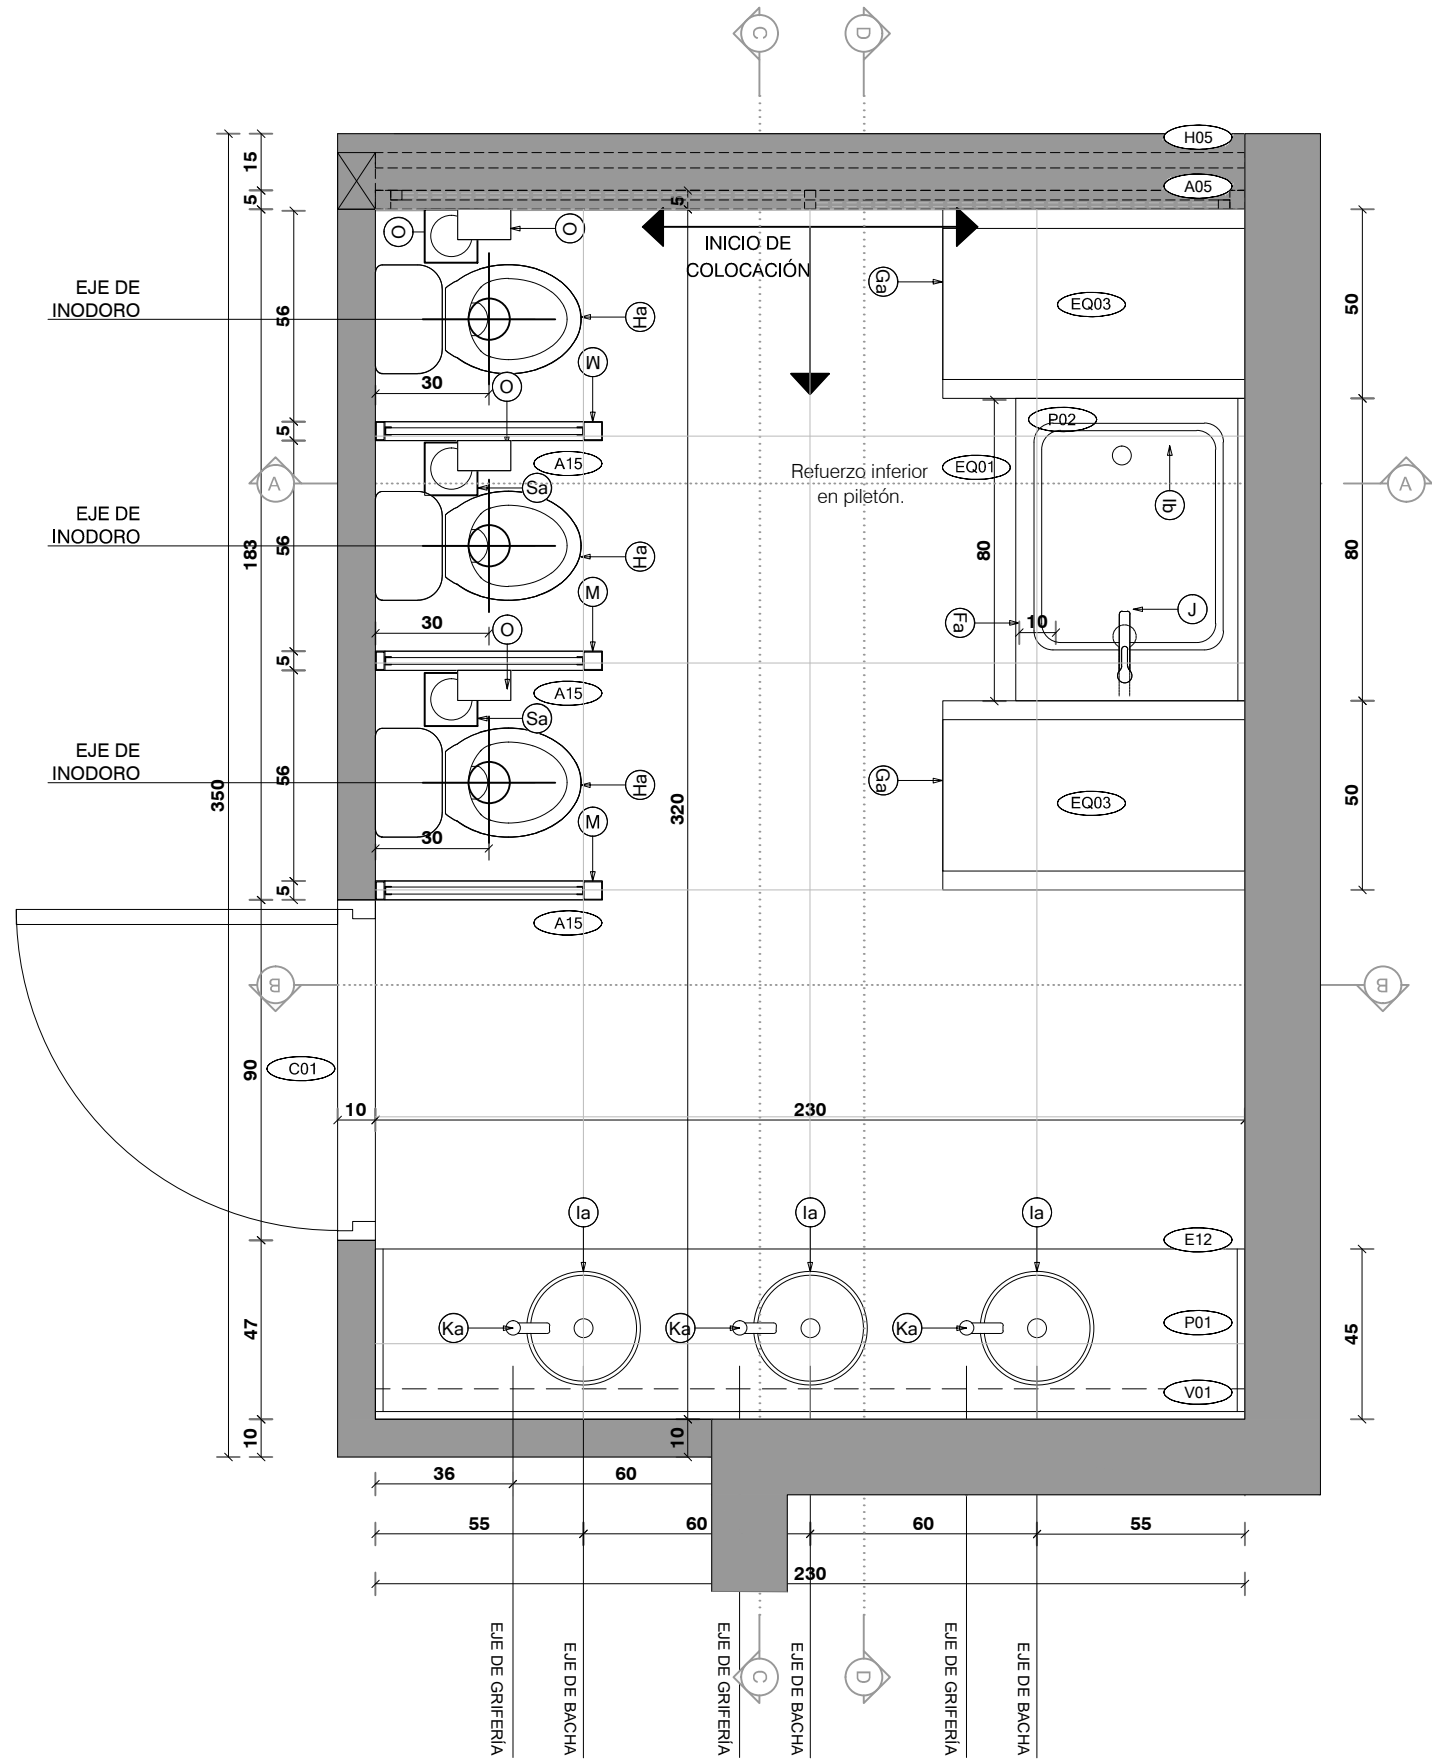 C
D
H05
15
A05
5
5
O
O
INICIO DE
COLOCACIÓN
Ga
EQ03
50
EJE DE
INODORO
56
Ha
M
30
O
5
P02
A15
Refuerzo inferior
en piletón.
EQ01
A
A
Sa
Ib
EJE DE
INODORO
183
56
Ha
80
80
M
J
30
O
Fa
10
5
A15
Sa
EJE DE
INODORO
350
56
Ha
320
Ga
EQ03
50
M
30
5
A15
B
B
90
C01
10
230
Ia
Ia
Ia
E12
47
Ka
Ka
Ka
P01
45
V01
10
10
36
60
55
60
60
55
230
EJE DE GRIFERÍA
EJE DE BACHA
EJE DE GRIFERÍA
C
EJE DE BACHA
D
EJE DE GRIFERÍA
EJE DE BACHA